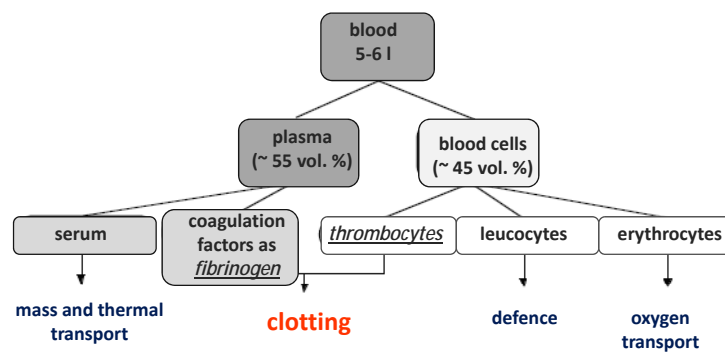 blood
5-6 l
plasma
(~ 55 vol. %)
blood cells
(~ 45 vol. %)
serum
coagulation
factors as
fibrinogen
thrombocytes
leucocytes
erythrocytes
mass and thermal
transport
clotting
defence
oxygen
transport